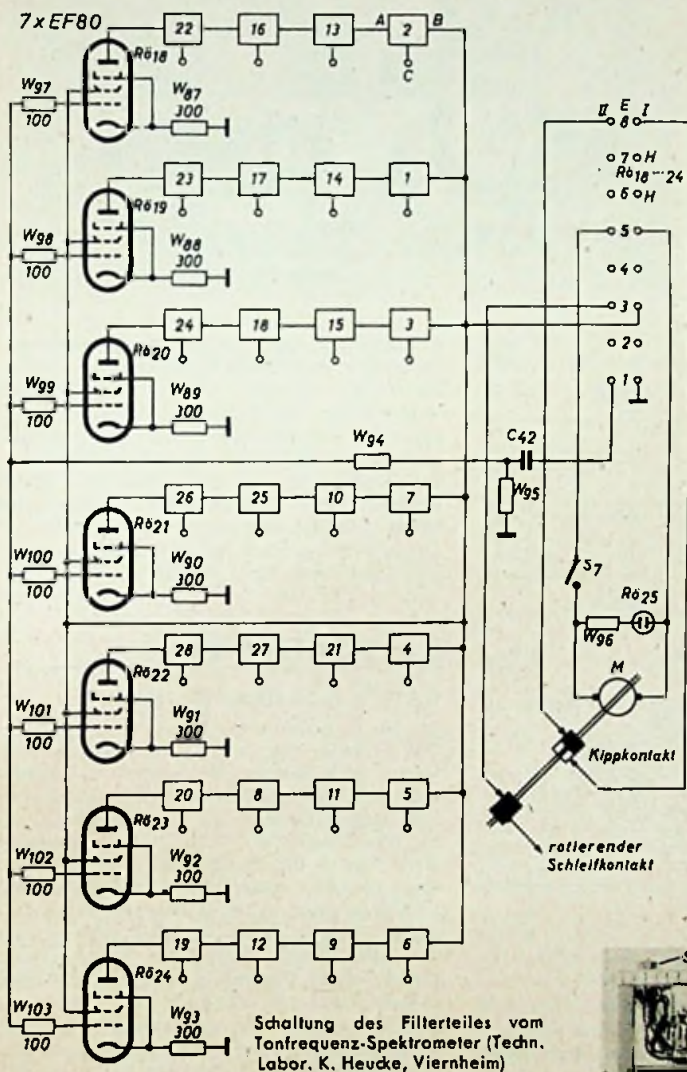 7 x EF80
22 16 13 A 2 B
C
Rö18
W97
100
W87
300
23 17 14 1
Rö19
W98
100
W88
300
24 18 15 3
Rö20
W99
100
W89
300
W94
C42
W95
26 25 10 7
Rö21
W100
100
W90
300
28 27 21 4
Rö22
W101
100
W91
300
20 8 11 5
Rö23
W102
100
W92
300
19 12 9 6
Rö24
W103
100
W93
300
II E I
8
7 H
Rö18...24
6 H
5
4
3
2
1
S7
Rö25
W96
M
Kippkontakt
rotierender
Schleifkontakt
Schaltung des Filterteiles vom
Tonfrequenz-Spektrometer (Techn.
Labor. K. Heucke, Viernheim)
S